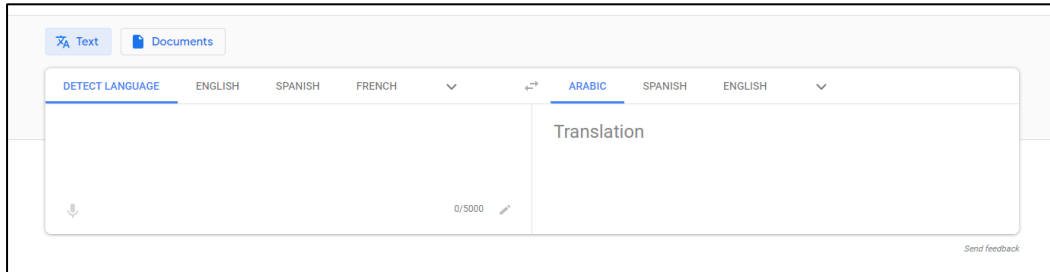 Text Documents
DETECT LANGUAGE ENGLISH SPANISH FRENCH ARABIC SPANISH ENGLISH
Translation
0/5000
Send feedback